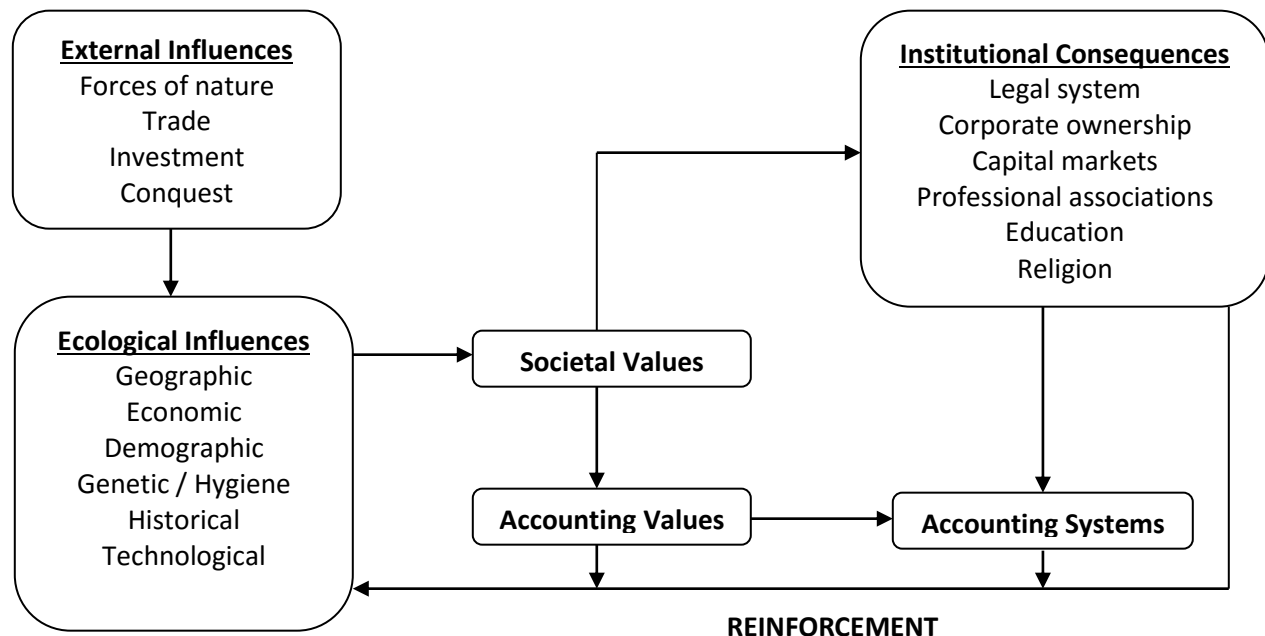 External Influences
Forces of nature
Trade
Investment
Conquest
Ecological Influences
Geographic
Economic
Demographic
Genetic / Hygiene
Historical
Technological
Societal Values
Accounting Values
Institutional Consequences
Legal system
Corporate ownership
Capital markets
Professional associations
Education
Religion
Accounting Systems
REINFORCEMENT